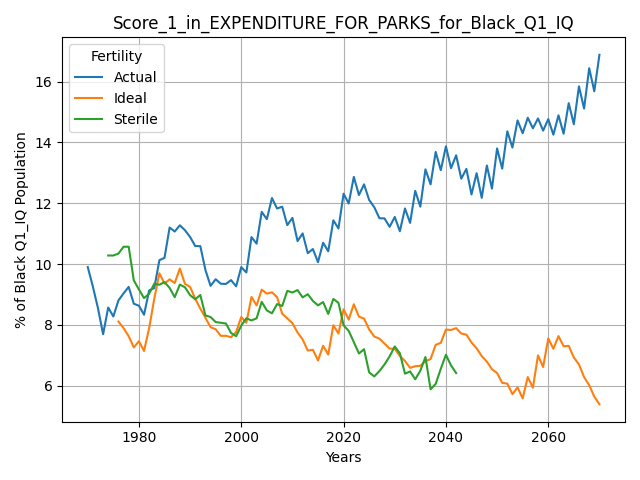 Score_1_in_EXPENDITURE_FOR_PARKS_for_Black_Q1_IQ
Fertility
Actual
Ideal
Sterile
% of Black Q1_IQ Population
16
14
12
10
8
6
1980
2000
2020
2040
2060
Years